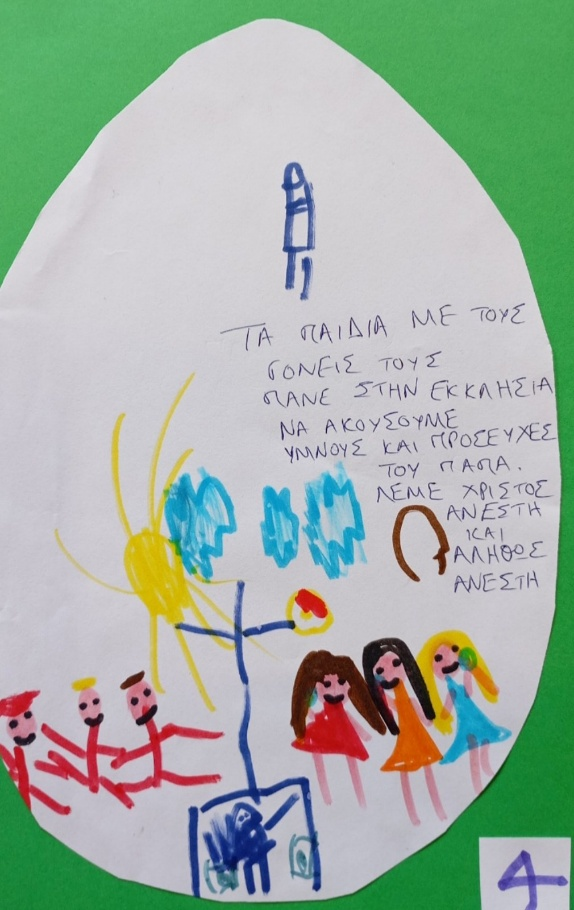 ΤΑ ΠΑΙΔΙΑ ΜΕ ΤΟΥΣ
ΓΟΝΕΙΣ ΤΟΥΣ
ΠΑΝΕ ΣΤΗΝ ΕΚΚΛΗΣΙΑ
ΝΑ ΑΚΟΥΣΟΥΜΕ
ΥΜΝΟΥΣ ΚΑΙ ΠΡΟΣΕΥΧΕΣ
ΤΟΥ ΠΑΠΑ.
ΛΕΜΕ ΧΡΙΣΤΟΣ
ΑΝΕΣΤΗ
ΚΑΙ
ΑΛΗΘΩΣ
ΑΝΕΣΤΗ
4